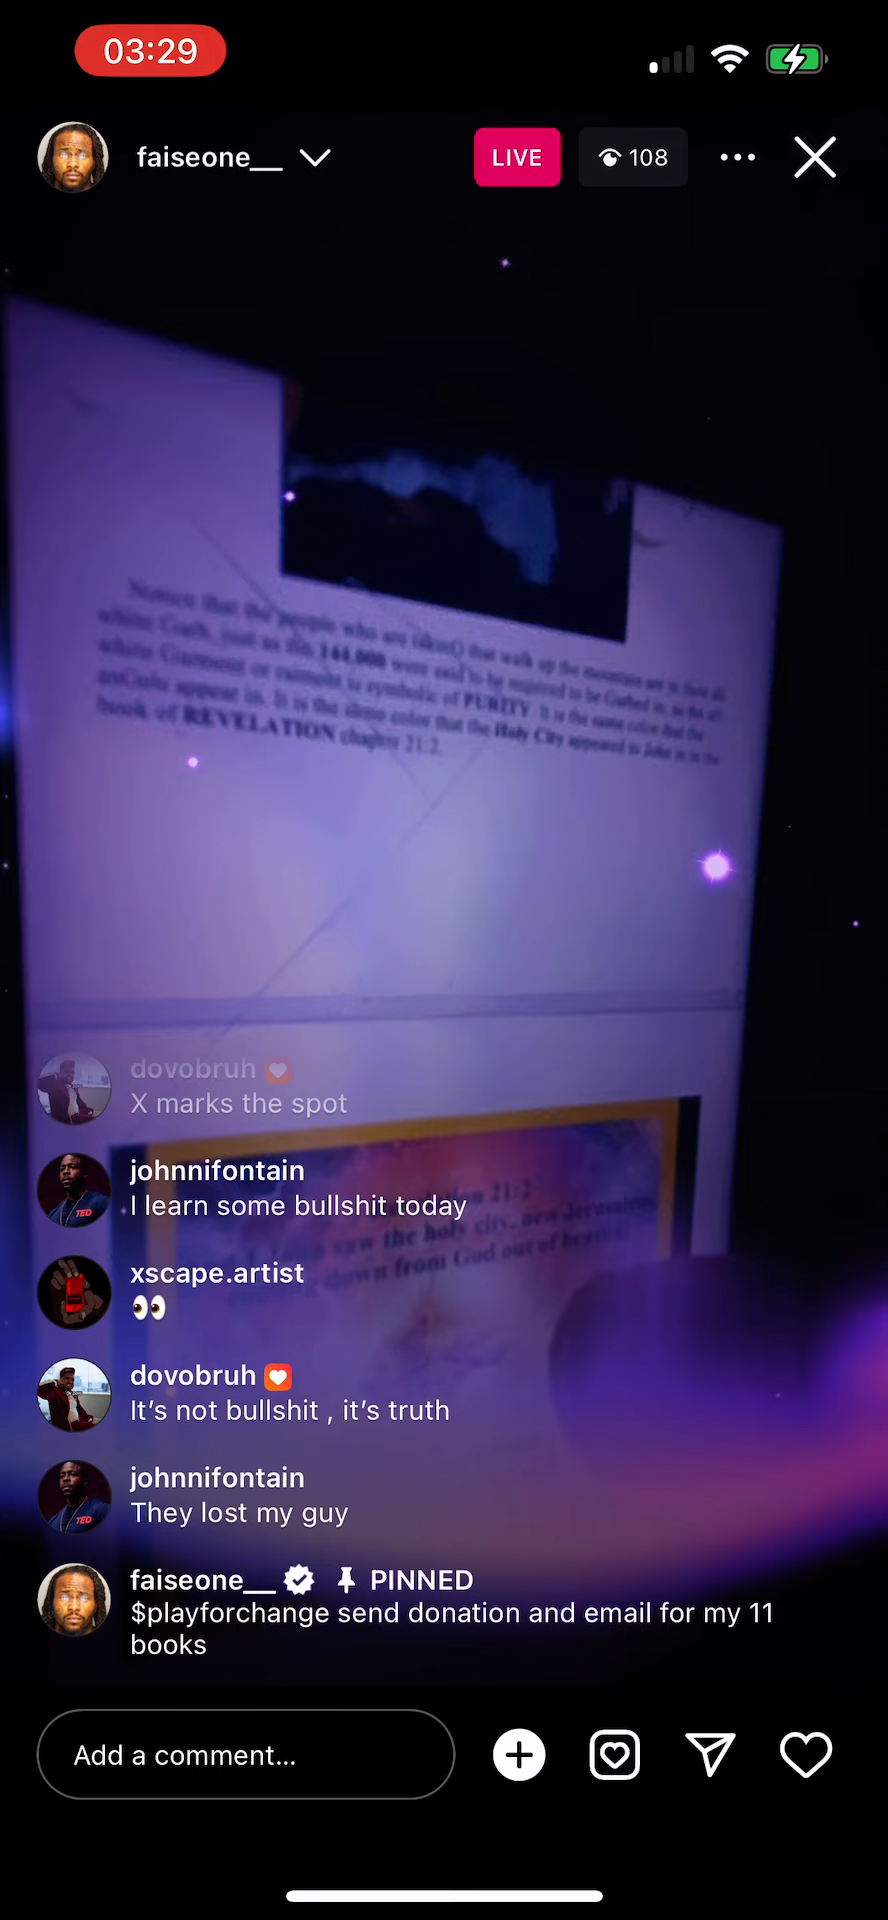 03:29
faiseone__
LIVE
108
Notice that the people who are that walk up the mountain are in
white Garb, just as the 144,000 were said to be required to be Garbed in, as the
white Garment or raiment is symbolic of PURITY. It is the same color that the
appear in. It is the same color that the Holy City appeared to John in in the
book of REVELATION chapter 21:2.
dovobruh
X marks the spot
21:2
johnnifontain
I learn some bullshit today
saw the holy city, new Jerusalem,
down from God out of heaven
xscape.artist
👀
dovobruh
It’s not bullshit , it’s truth
johnnifontain
They lost my guy
TED
faiseone__ PINNED
$playforchange send donation and email for my 11
books
Add a comment...